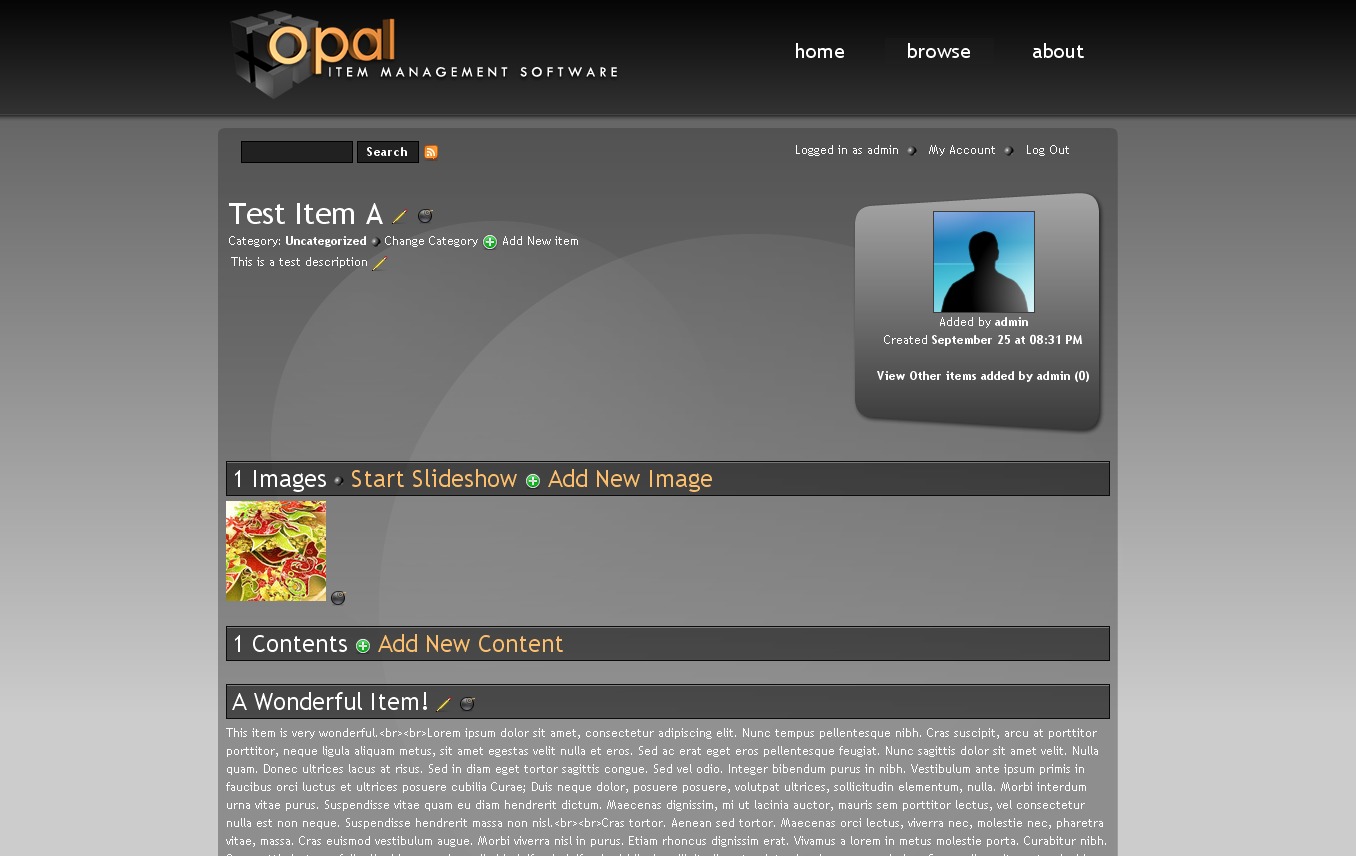 opal
ITEM MANAGEMENT SOFTWARE
home browse about
Search
Logged in as admin My Account Log Out
Test Item A
Category: Uncategorized Change Category Add New item
This is a test description
Added by admin
Created September 25 at 08:31 PM
View Other items added by admin (0)
1 Images Start Slideshow Add New Image
1 Contents Add New Content
A Wonderful Item!
This item is very wonderful.<br><br>Lorem ipsum dolor sit amet, consectetur adipiscing elit. Nunc tempus pellentesque nibh. Cras suscipit, arcu at porttitor
porttitor, neque ligula aliquam metus, sit amet egestas velit nulla et eros. Sed ac erat eget eros pellentesque feugiat. Nunc sagittis dolor sit amet velit. Nulla
quam. Donec ultrices lacus at risus. Sed in diam eget tortor sagittis congue. Sed vel odio. Integer bibendum purus in nibh. Vestibulum ante ipsum primis in
faucibus orci luctus et ultrices posuere cubilia Curae; Duis neque dolor, posuere posuere, volutpat ultrices, sollicitudin elementum, nulla. Morbi interdum
urna vitae purus. Suspendisse vitae quam eu diam hendrerit dictum. Maecenas dignissim, mi ut lacinia auctor, mauris sem porttitor lectus, vel consectetur
nulla est non neque. Suspendisse hendrerit massa non nisl.<br><br>Cras tortor. Aenean sed tortor. Maecenas orci lectus, viverra nec, molestie nec, pharetra
vitae, massa. Cras euismod vestibulum augue. Morbi viverra nisl in purus. Etiam rhoncus dignissim erat. Vivamus a lorem in metus molestie porta. Curabitur nibh.